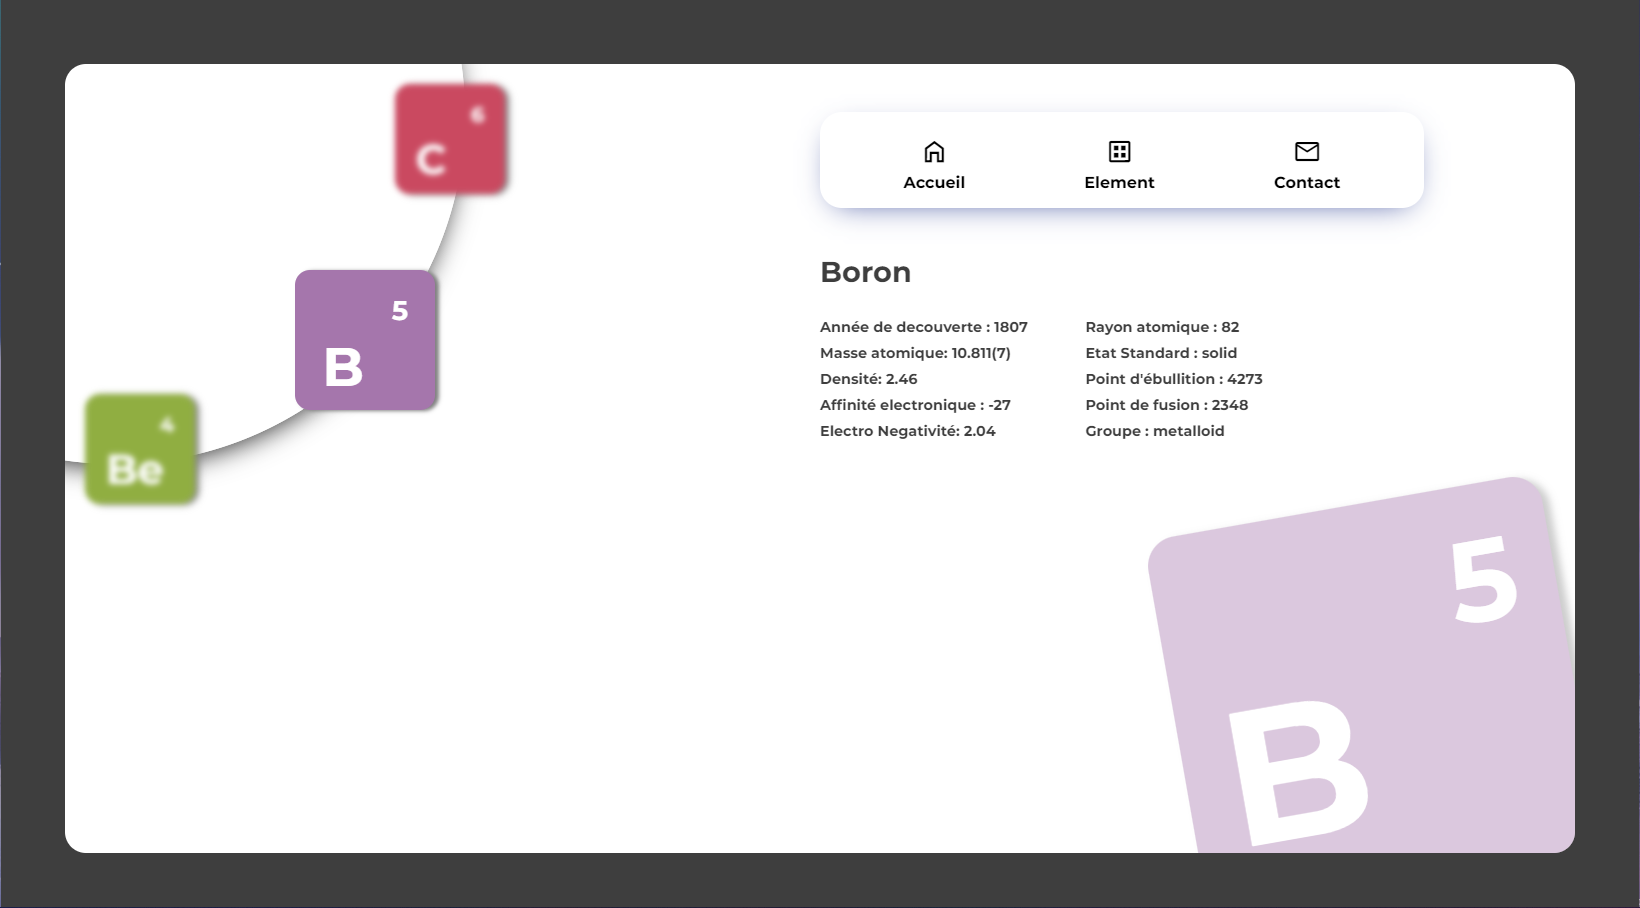 6
C
Accueil
Element
Contact
5
B
4
Be
Boron
Année de decouverte : 1807
Masse atomique: 10.811(7)
Densité: 2.46
Affinité electronique : -27
Electro Negativité: 2.04
Rayon atomique : 82
Etat Standard : solid
Point d'ébullition : 4273
Point de fusion : 2348
Groupe : metalloid
5
B